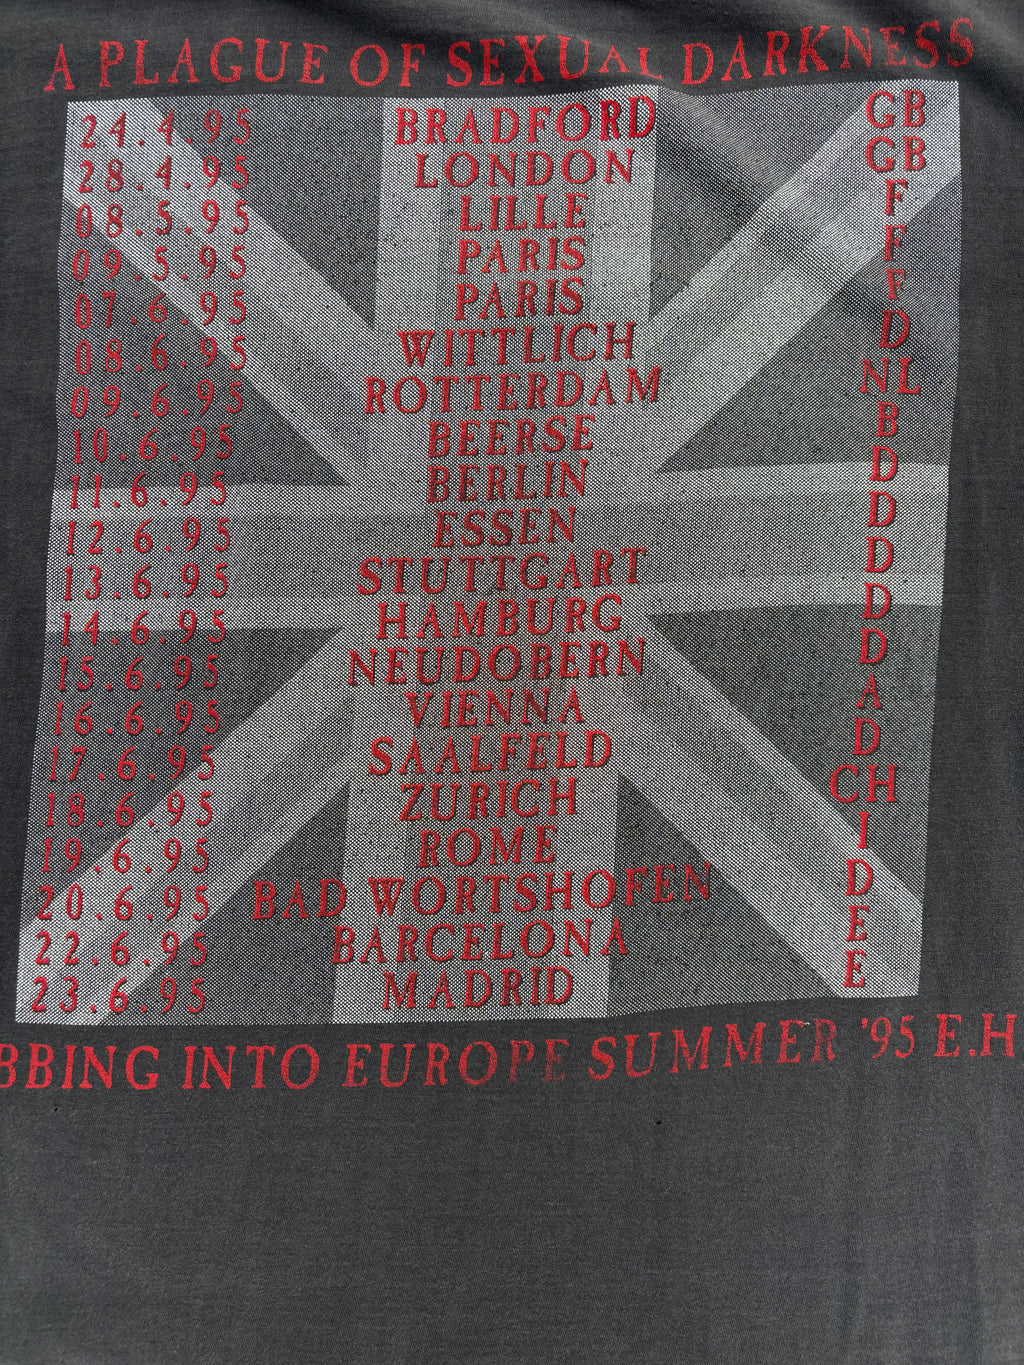 A PLAGUE OF SEXUAL DARKNESS
24.4.95 BRADFORD GB
28.4.95 LONDON GB
08.5.95 LILLE F
09.5.95 PARIS F
07.6.95 PARIS F
08.6.95 WITTLICH D
09.6.95 ROTTERDAM NL
10.6.95 BEERSE B
11.6.95 BERLIN D
12.6.95 ESSEN D
13.6.95 STUTTGART D
14.6.95 HAMBURG D
15.6.95 NEUDOBERN D
16.6.95 VIENNA A
17.6.95 SAALFELD D
18.6.95 ZURICH CH
19.6.95 ROME I
20.6.95 BAD WORTSHOFEN D
22.6.95 BARCELONA E
23.6.95 MADRID E
BBING INTO EUROPE SUMMER '95 E.H